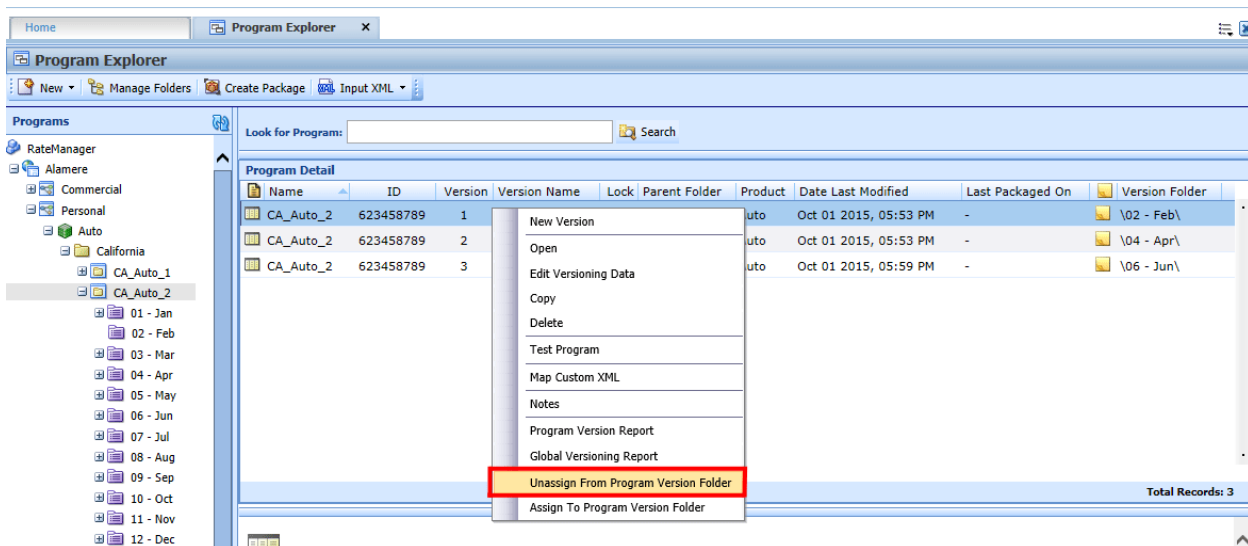 Home
Program Explorer x
Program Explorer
New Manage Folders Create Package Input XML
Programs
Look for Program: Search
RateManager
Alamere
Commercial
Personal
Auto
California
CA_Auto_1
CA_Auto_2
01 - Jan
02 - Feb
03 - Mar
04 - Apr
05 - May
06 - Jun
07 - Jul
08 - Aug
09 - Sep
10 - Oct
11 - Nov
12 - Dec
Program Detail
Name ID Version Version Name Lock Parent Folder Product Date Last Modified Last Packaged On Version Folder
CA_Auto_2 623458789 1 Oct 01 2015, 05:53 PM - \02 - Feb\
CA_Auto_2 623458789 2 Oct 01 2015, 05:53 PM - \04 - Apr\
CA_Auto_2 623458789 3 Oct 01 2015, 05:59 PM - \06 - Jun\
New Version
Open
Edit Versioning Data
Copy
Delete
Test Program
Map Custom XML
Notes
Program Version Report
Global Versioning Report
Unassign From Program Version Folder
Assign To Program Version Folder
Total Records: 3